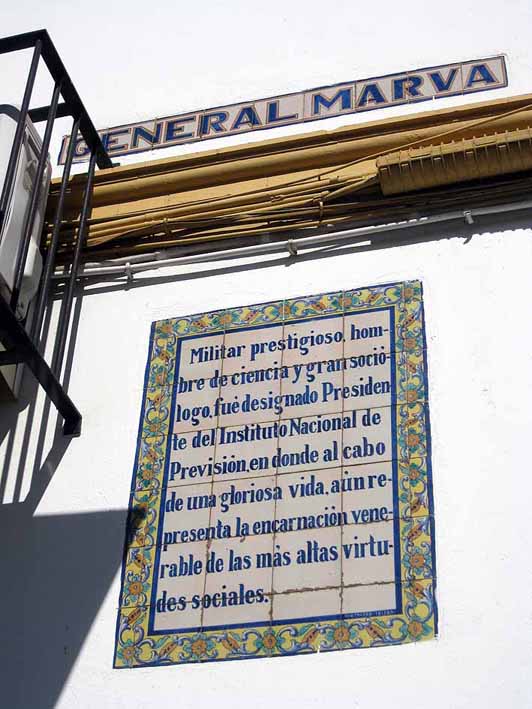 GENERAL MARVA
Militar prestigioso, hom-
bre de ciencia y gran soció-
logo, fué designado Presiden-
te del Instituto Nacional de
Previsión, en donde al cabo
de una gloriosa vida, aún re-
presenta la encarnación vene-
rable de las más altas virtu-
des sociales.